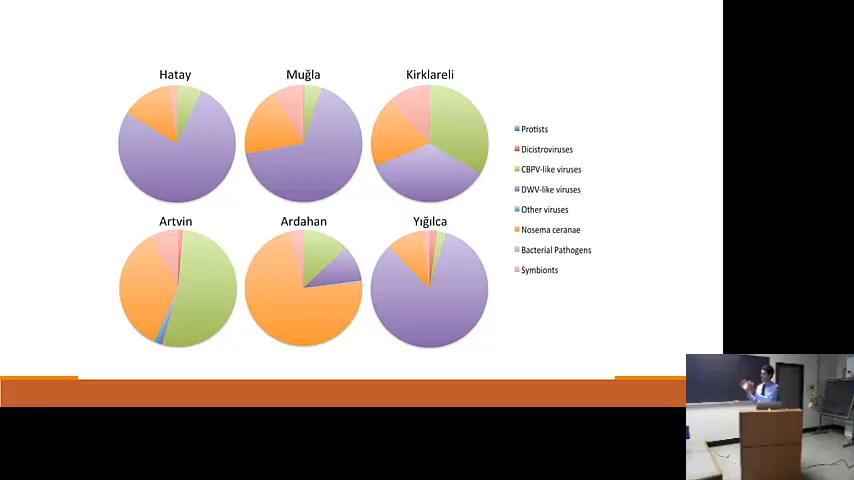 Hatay
Muğla
Kirklareli
Artvin
Ardahan
Yığılca
Protists
Dicistroviruses
CBPV-like viruses
DWV-like viruses
Other viruses
Nosema ceranae
Bacterial Pathogens
Symbionts